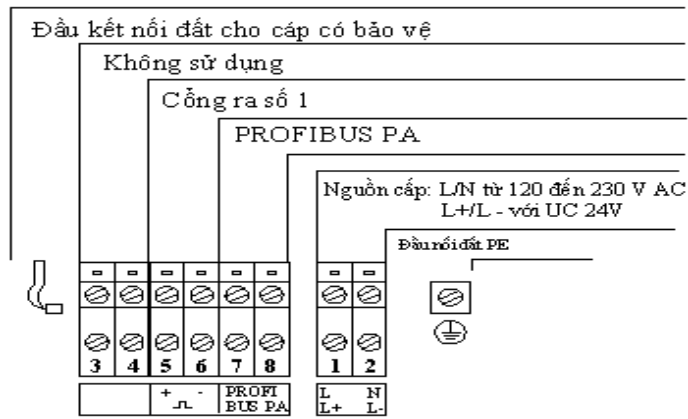 Đầu kết nối đất cho cáp có bảo vệ
Không sử dụng
Cổng ra số 1
PROFIBUS PA
Nguồn cấp: L/N từ 120 đến 230 V AC
L+/L - với UC 24V
Đầu nối đất PE
3 4 5 6 7 8 1 2
+ - PROFI L N
BUS PA L+ L-